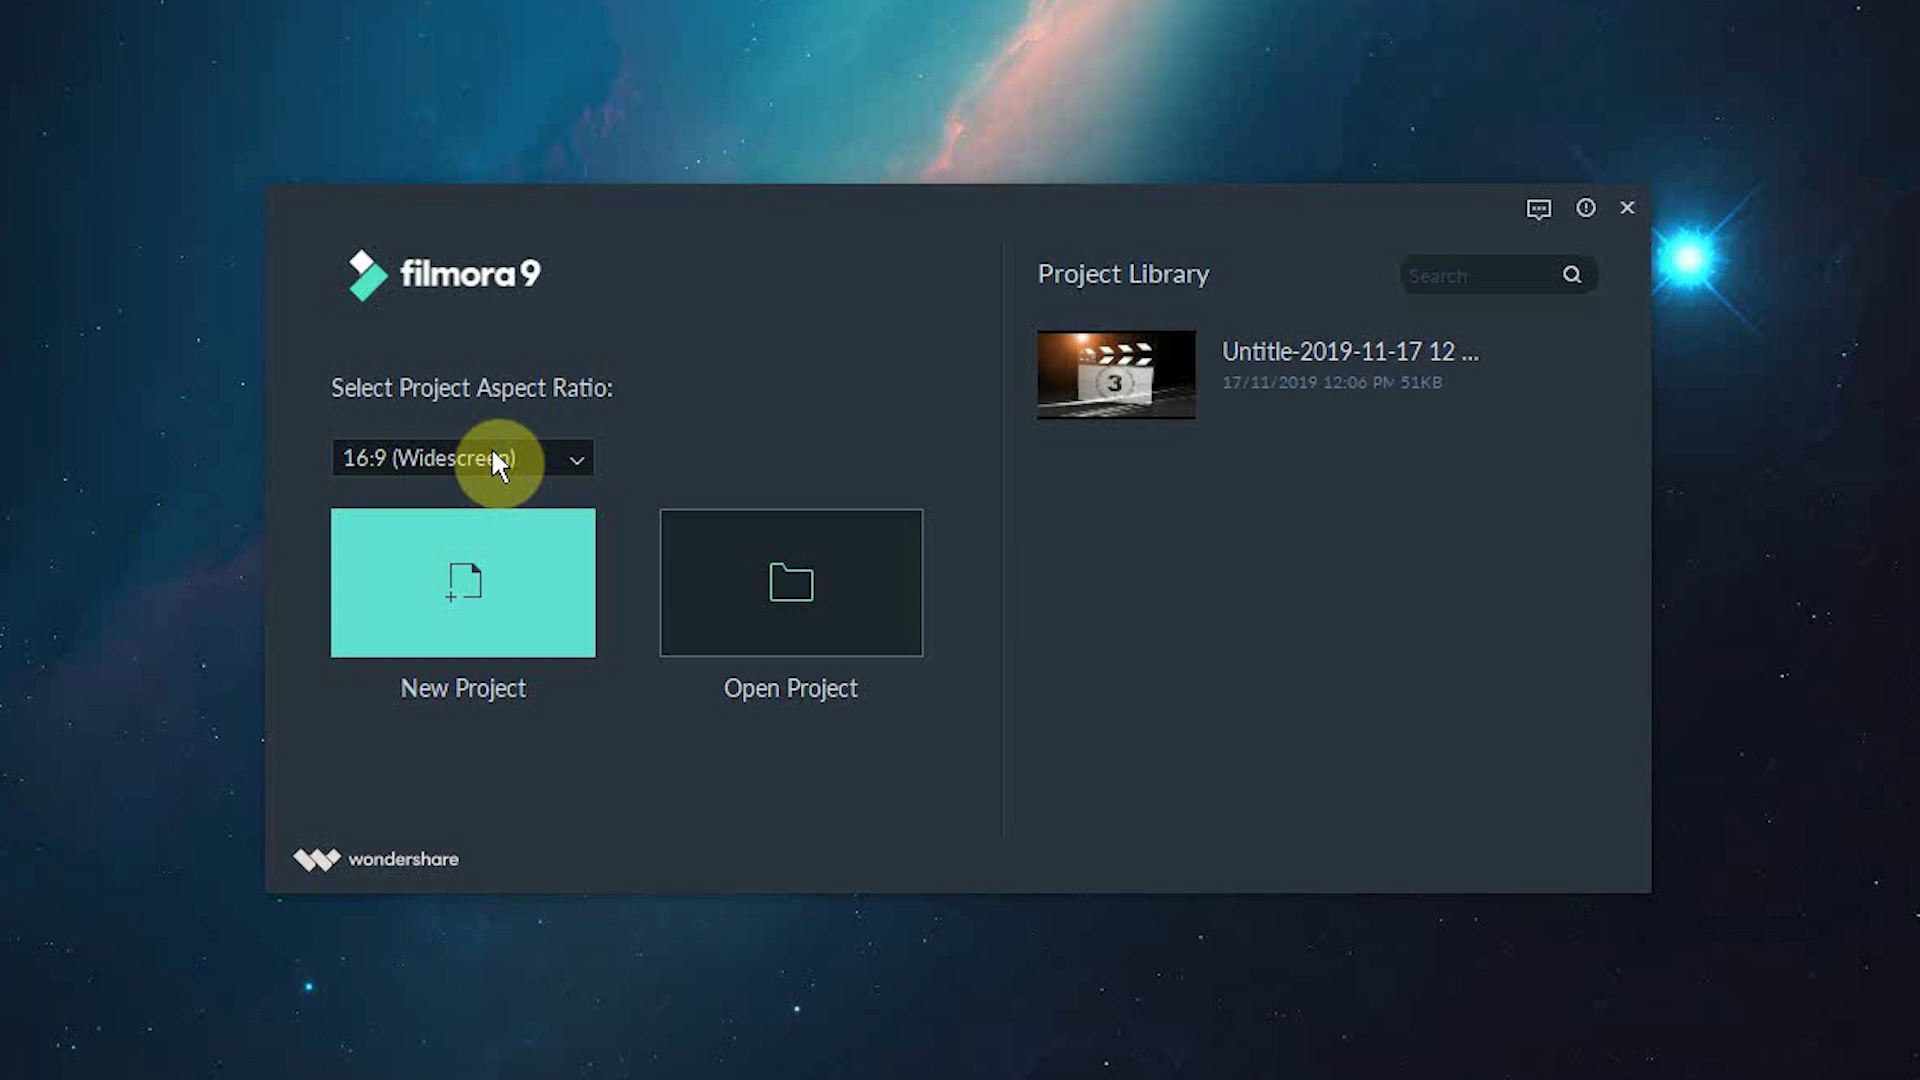 filmora9
Select Project Aspect Ratio:
16:9 (Widescreen)
New Project
Open Project
wondershare
Project Library
Search
3
Untitle-2019-11-17 12 ...
17/11/2019 12:06 PM 51KB